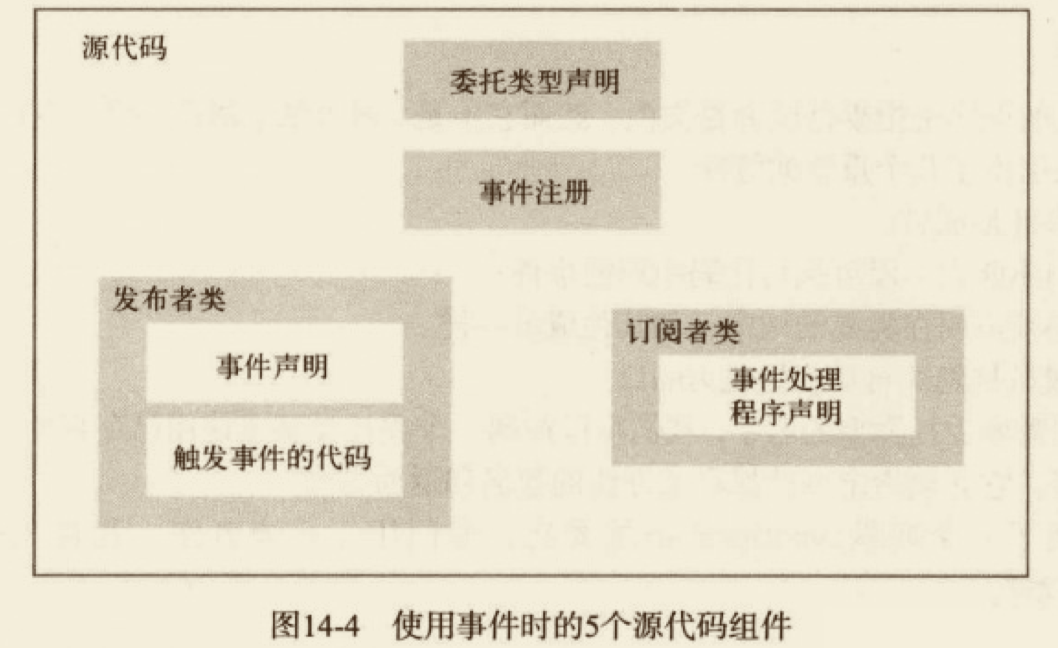 源代码
委托类型声明
事件注册
发布者类
事件声明
触发事件的代码
订阅者类
事件处理
程序声明
图14-4 使用事件时的5个源代码组件